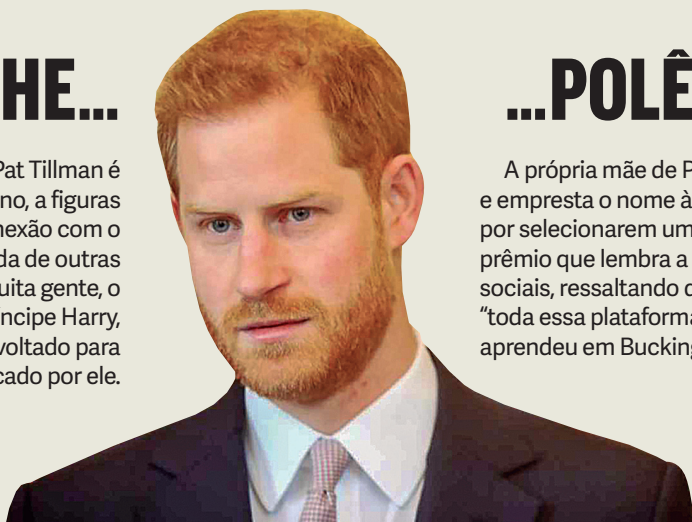 HE...
Pat Tillman é
no, a figuras
nexão com o
da de outras
uita gente, o
íncipe Harry,
voltado para
cado por ele.
...POLÊ
A própria mãe de P
e empresta o nome à
por selecionarem um
prêmio que lembra a
sociais, ressaltando
“toda essa plataforma
aprendeu em Bucking